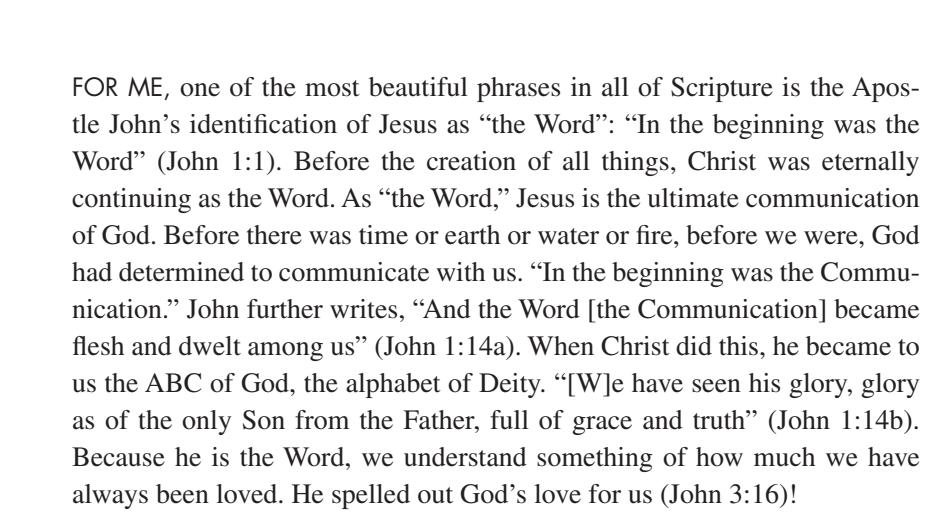 FOR ME, one of the most beautiful phrases in all of Scripture is the Apos-
tle John’s identification of Jesus as “the Word”: “In the beginning was the
Word” (John 1:1). Before the creation of all things, Christ was eternally
continuing as the Word. As “the Word,” Jesus is the ultimate communication
of God. Before there was time or earth or water or fire, before we were, God
had determined to communicate with us. “In the beginning was the Commu-
nication.” John further writes, “And the Word [the Communication] became
flesh and dwelt among us” (John 1:14a). When Christ did this, he became to
us the ABC of God, the alphabet of Deity. “[W]e have seen his glory, glory
as of the only Son from the Father, full of grace and truth” (John 1:14b).
Because he is the Word, we understand something of how much we have
always been loved. He spelled out God’s love for us (John 3:16)!